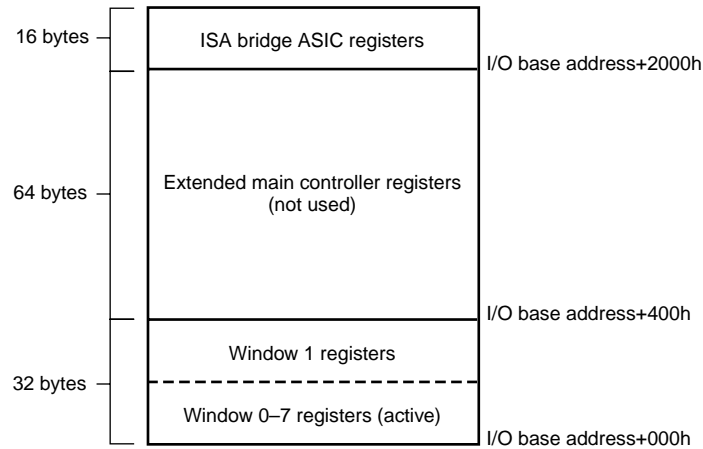 16 bytes
ISA bridge ASIC registers
I/O base address+2000h
64 bytes
Extended main controller registers
(not used)
I/O base address+400h
32 bytes
Window 1 registers
Window 0–7 registers (active)
I/O base address+000h